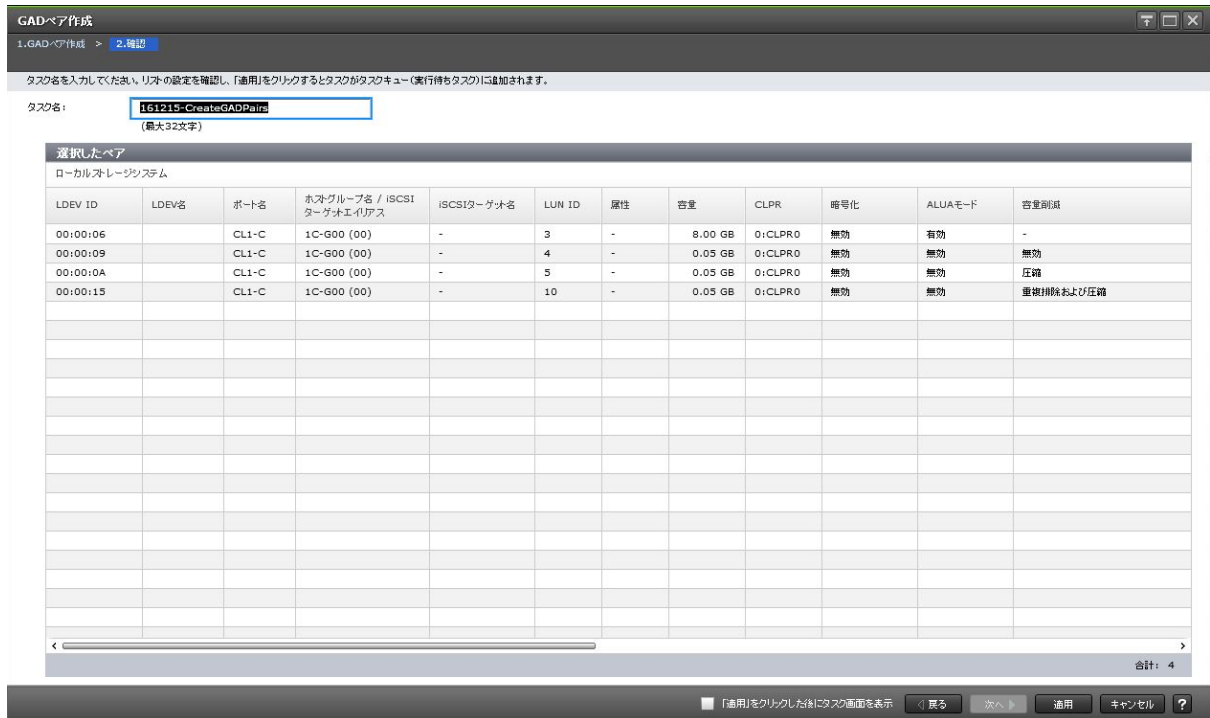 GADペア作成
1.GADペア作成 > 2.確認
タスク名を入力してください。リストの設定を確認し、「適用」をクリックするとタスクがタスクキュー(実行待ちタスク)に追加されます。
タスク名: 161215-CreateGADPairs
(最大32文字)
選択したペア
ローカルストレージシステム
LDEV ID LDEV名 ポート名 ホストグループ名 / iSCSI ターゲットエイリアス iSCSIターゲット名 LUN ID 属性 容量 CLPR 暗号化 ALUAモード 容量削減
00:00:06 CL1-C 1C-G00 (00) - 3 - 8.00 GB 0:CLPR0 無効 有効 -
00:00:09 CL1-C 1C-G00 (00) - 4 - 0.05 GB 0:CLPR0 無効 無効 無効
00:00:0A CL1-C 1C-G00 (00) - 5 - 0.05 GB 0:CLPR0 無効 無効 圧縮
00:00:15 CL1-C 1C-G00 (00) - 10 - 0.05 GB 0:CLPR0 無効 無効 重複排除および圧縮
合計: 4
「適用」をクリックした後にタスク画面を表示 戻る 次へ 適用 キャンセル ?